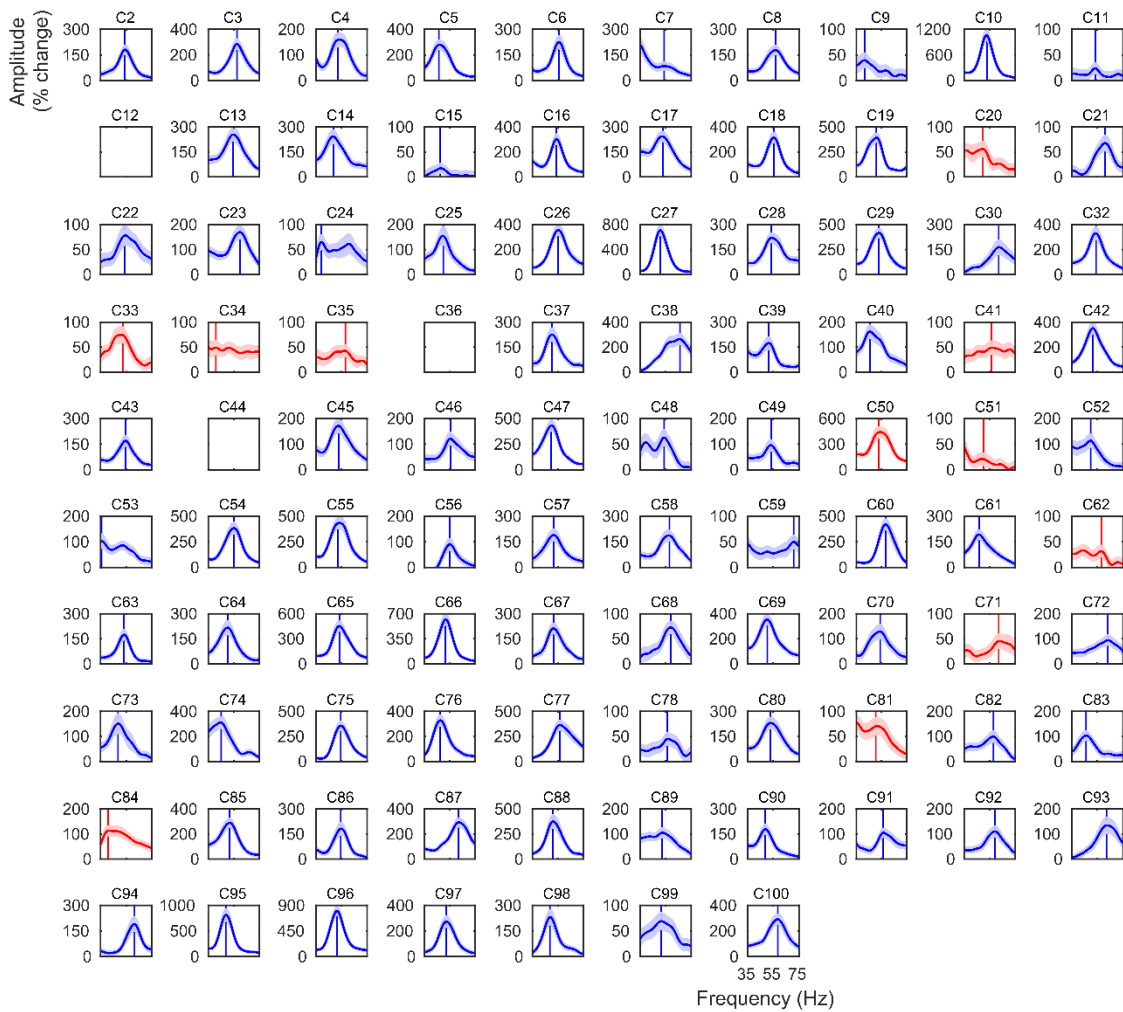 Amplitude
(% change)
C2 C3 C4 C5 C6 C7 C8 C9 C10 C11
300 400 200 400 400 300 300 100 1200 100
150 200 100 200 200 150 150 50 600 50
0 0 0 0 0 0 0 0 0 0
C12 C13 C14 C15 C16 C17 C18 C19 C20 C21
300 300 100 400 300 400 500 100 100
150 150 50 200 150 200 250 50 50
0 0 0 0 0 0 0 0 0
C22 C23 C24 C25 C26 C27 C28 C29 C30 C32
100 200 100 200 400 800 300 500 300 400
50 100 50 100 200 400 150 250 150 200
0 0 0 0 0 0 0 0 0 0
C33 C34 C35 C36 C37 C38 C39 C40 C41 C42
100 100 100 300 400 300 200 100 400
50 50 50 150 200 150 100 50 200
0 0 0 0 0 0 0 0 0
C43 C44 C45 C46 C47 C48 C49 C50 C51 C52
300 200 200 500 100 200 600 100 200
150 100 100 250 50 100 300 50 100
0 0 0 0 0 0 0 0 0
C53 C54 C55 C56 C57 C58 C59 C60 C61 C62
200 500 500 200 300 300 100 500 300 100
100 250 250 100 150 150 50 250 150 50
0 0 0 0 0 0 0 0 0 0
C63 C64 C65 C66 C67 C68 C69 C70 C71 C72
300 300 600 700 300 100 400 200 100 200
150 150 300 350 150 50 200 100 50 100
0 0 0 0 0 0 0 0 0 0
C73 C74 C75 C76 C77 C78 C80 C81 C82 C83
200 400 500 400 500 100 300 100 200 200
100 200 250 200 250 50 150 50 100 100
0 0 0 0 0 0 0 0 0 0
C84 C85 C86 C87 C88 C89 C90 C91 C92 C93
200 400 300 400 500 200 300 200 200 200
100 200 150 200 250 100 150 100 100 100
0 0 0 0 0 0 0 0 0 0
C94 C95 C96 C97 C98 C99 C100
300 1000 900 400 300 100 400
150 500 450 200 150 50 200
0 0 0 0 0 0 0
35 55 75
Frequency (Hz)